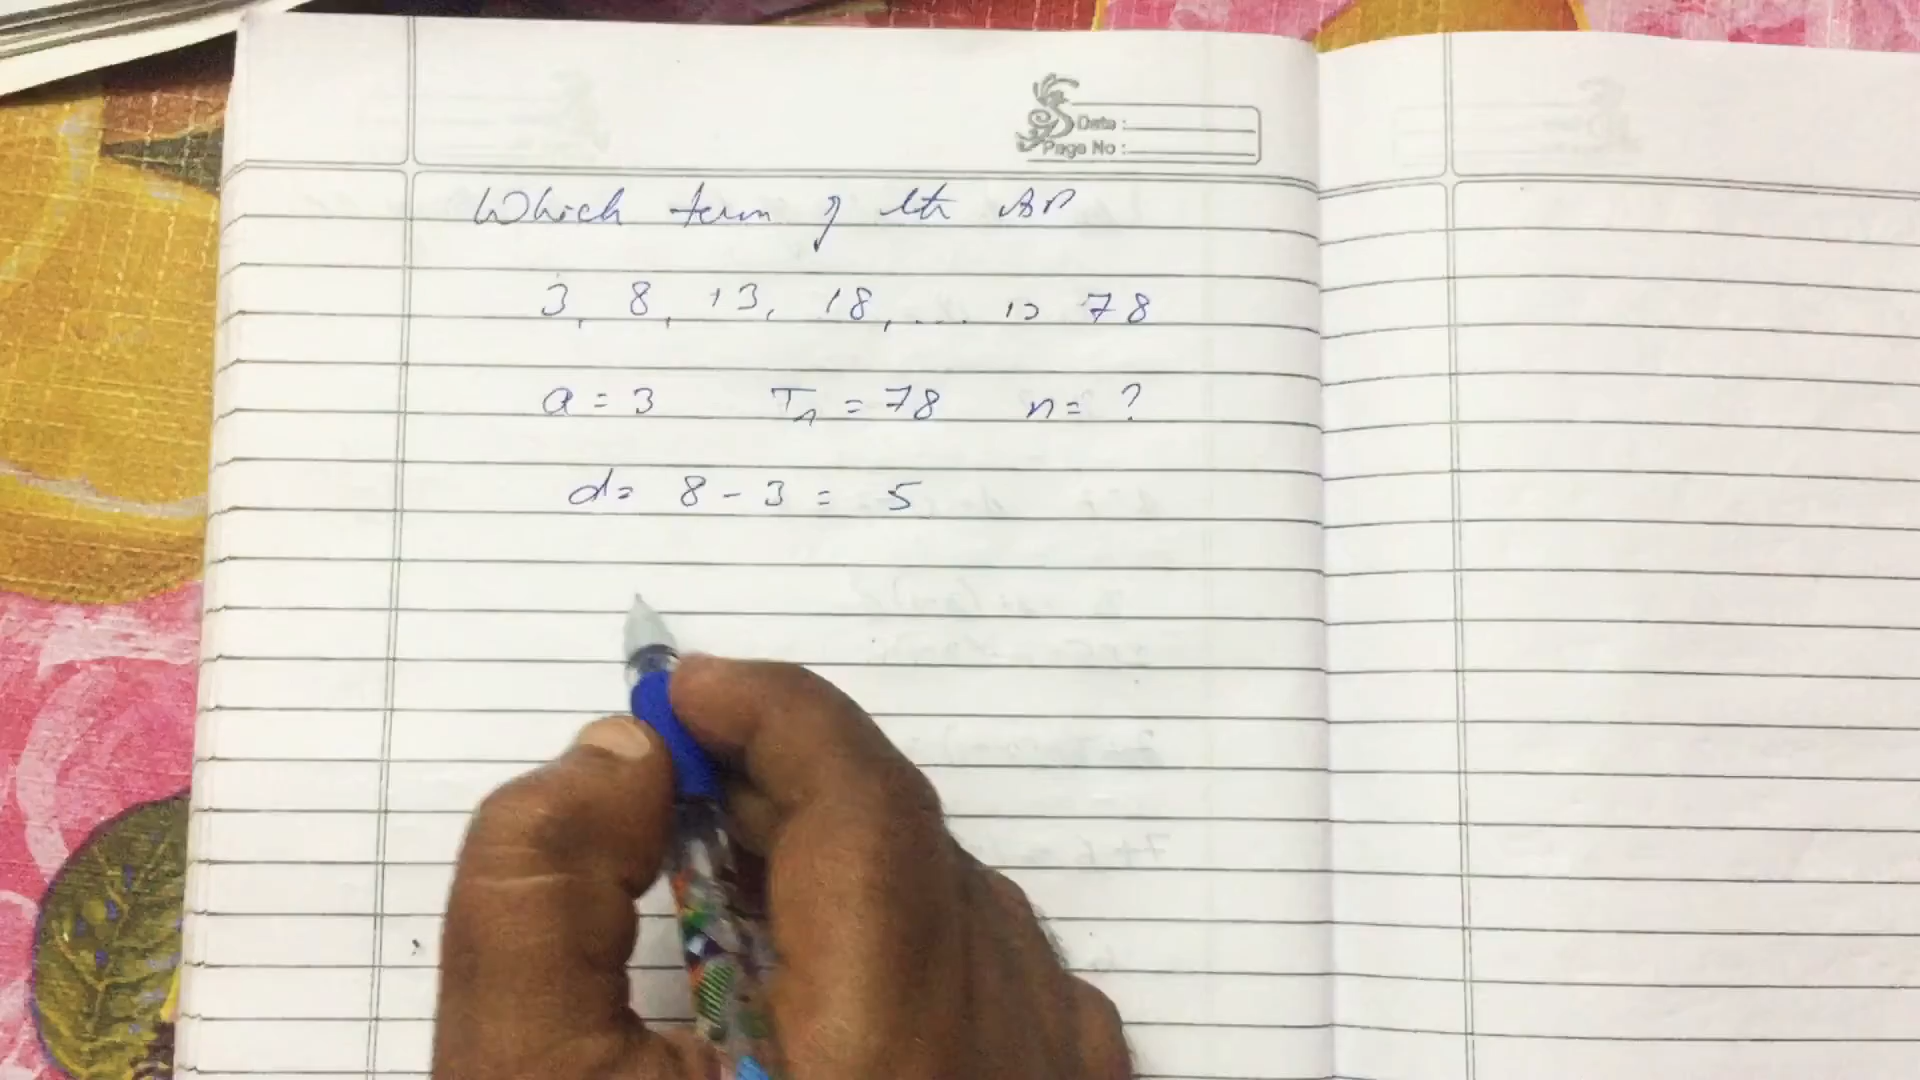 Date :
Page No :
Which term of the AP
3, 8, 13, 18, ... is 78
a = 3 Tn = 78 n = ?
d = 8 - 3 = 5